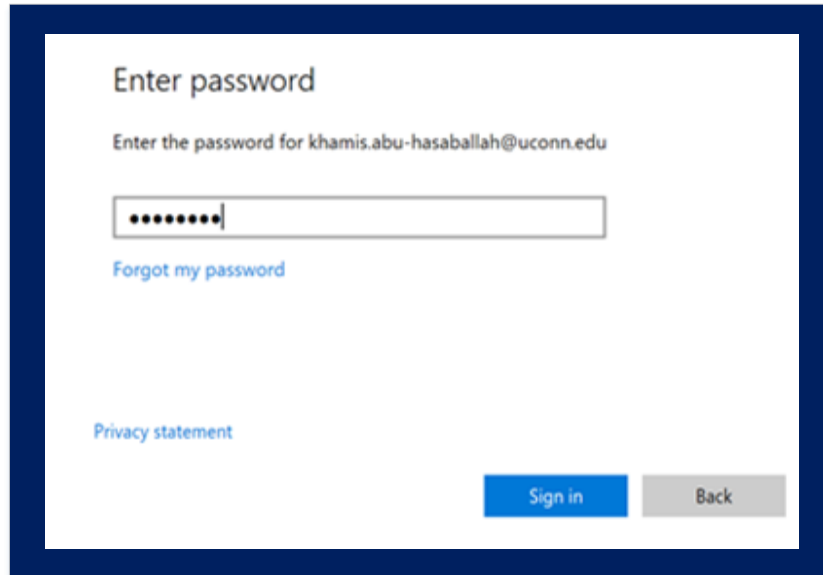 Enter password
Enter the password for khamis.abu-hasaballah@uconn.edu
••••••••
Forgot my password
Privacy statement
Sign in
Back